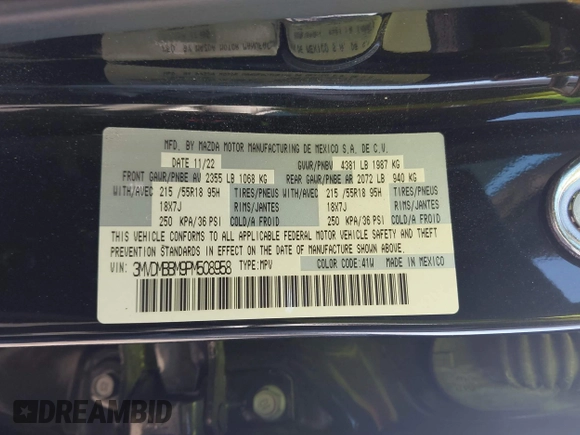 MFD. BY MAZDA MOTOR MANUFACTURING DE MEXICO S.A. DE C.V.
DATE 11/22 GVWR/PNBV 4381 LB 1987 KG
FRONT GAWR/PNBE AV 2355 LB 1068 KG REAR GAWR/PNBE AR 2072 LB 940 KG
WITH/AVEC 215 /55R18 95H TIRES/PNEUS WITH/AVEC 215 /55R18 95H TIRES/PNEUS
18X7J RIMS/JANTES 18X7J RIMS/JANTES
250 KPA/36 PSI COLD/A FROID 250 KPA/36 PSI COLD/A FROID
THIS VEHICLE CONFORMS TO ALL APPLICABLE FEDERAL MOTOR VEHICLE SAFETY AND THEFT PREVENTION
STANDARDS IN EFFECT ON THE DATE OF MANUFACTURE SHOWN ABOVE.
VIN: 3MVDMBBM9PM508958 TYPE: MPV COLOR CODE: 41W MADE IN MEXICO
DREAMBID